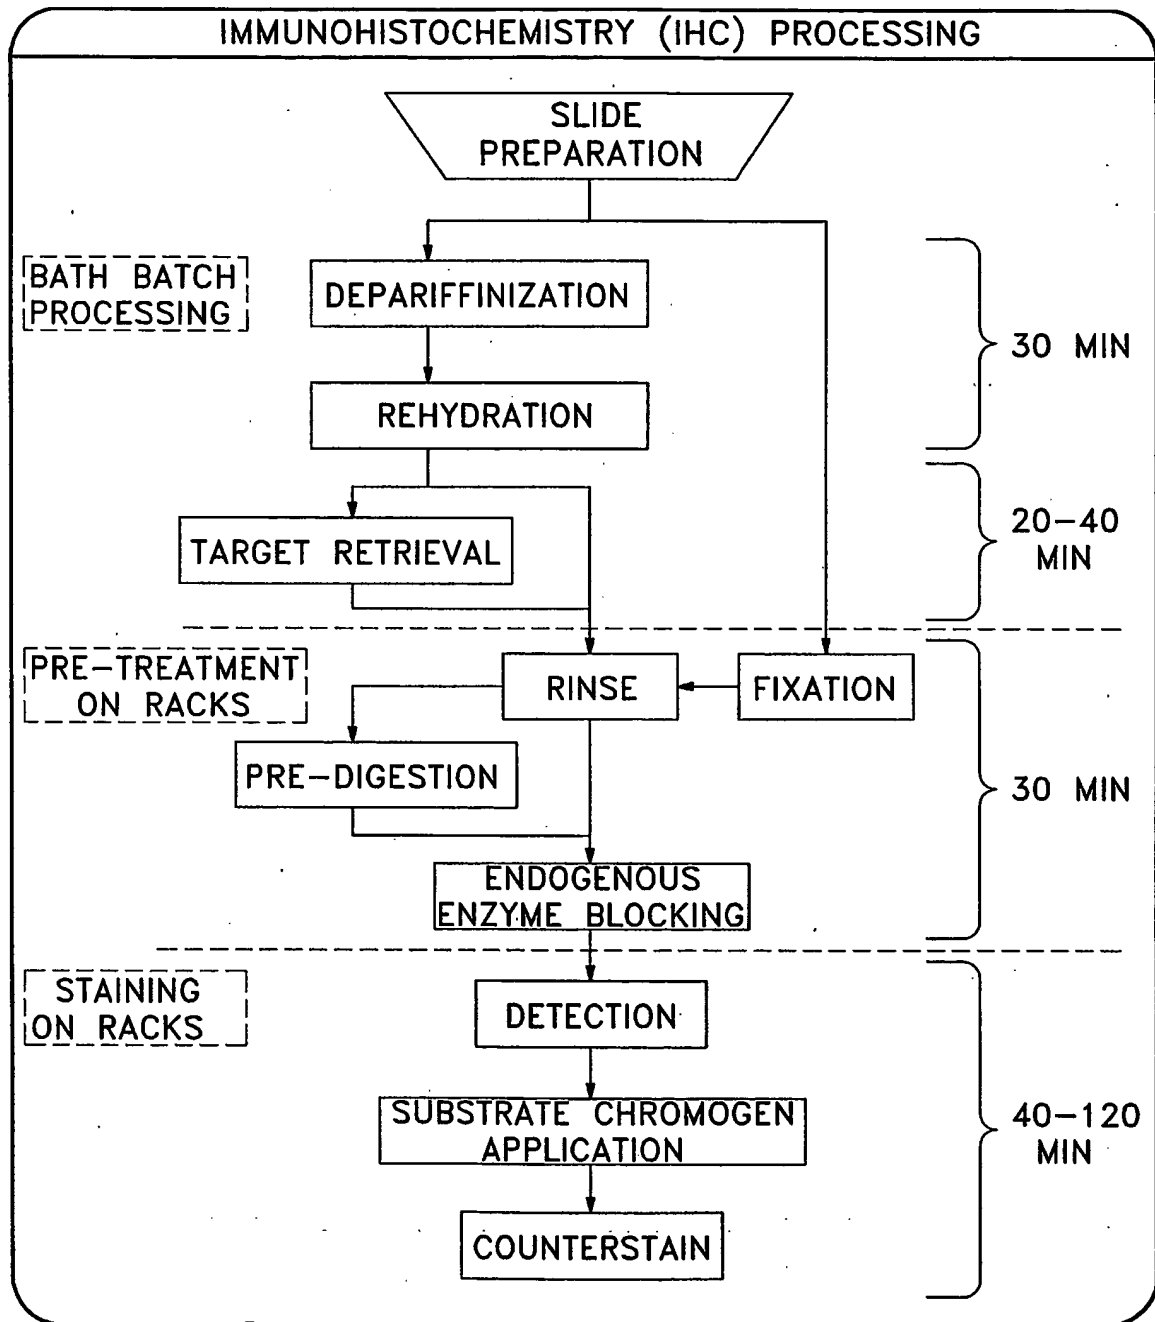 IMMUNOHISTOCHEMISTRY (IHC) PROCESSING
SLIDE
PREPARATION
BATH BATCH
PROCESSING
DEPARIFFINIZATION
30 MIN
REHYDRATION
TARGET RETRIEVAL
20-40
MIN
PRE-TREATMENT
ON RACKS
RINSE
FIXATION
PRE-DIGESTION
30 MIN
ENDOGENOUS
ENZYME BLOCKING
STAINING
ON RACKS
DETECTION
SUBSTRATE CHROMOGEN
APPLICATION
40-120
MIN
COUNTERSTAIN